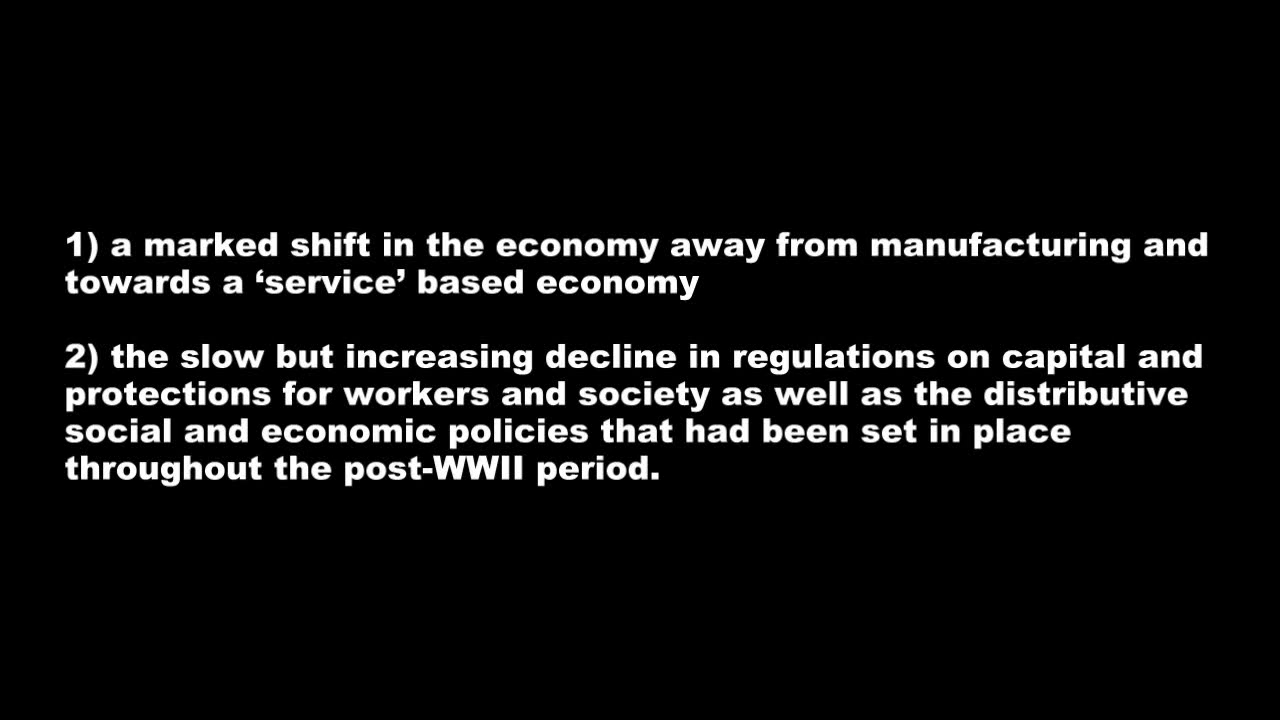 1) a marked shift in the economy away from manufacturing and
towards a ‘service’ based economy
2) the slow but increasing decline in regulations on capital and
protections for workers and society as well as the distributive
social and economic policies that had been set in place
throughout the post-WWII period.